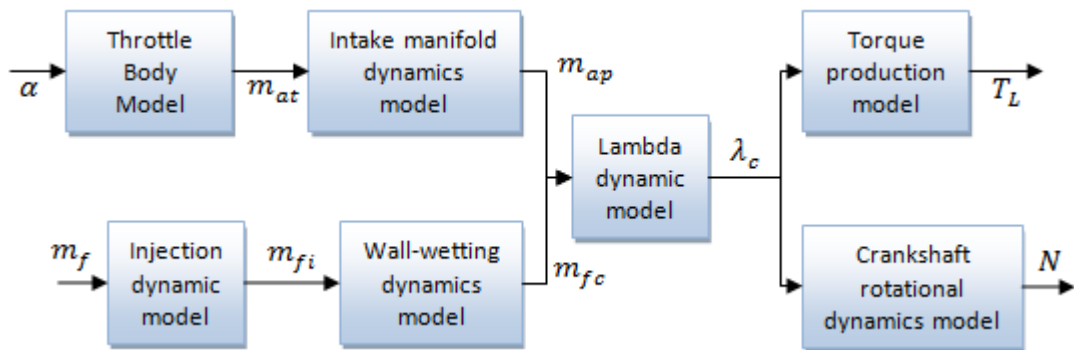 Throttle
Body
Model
Intake manifold
dynamics
model
Torque
production
model
α
m_at
m_ap
T_L
Lambda
dynamic
model
λ_c
m_f
Injection
dynamic
model
m_fi
Wall-wetting
dynamics
model
m_fc
Crankshaft
rotational
dynamics model
N